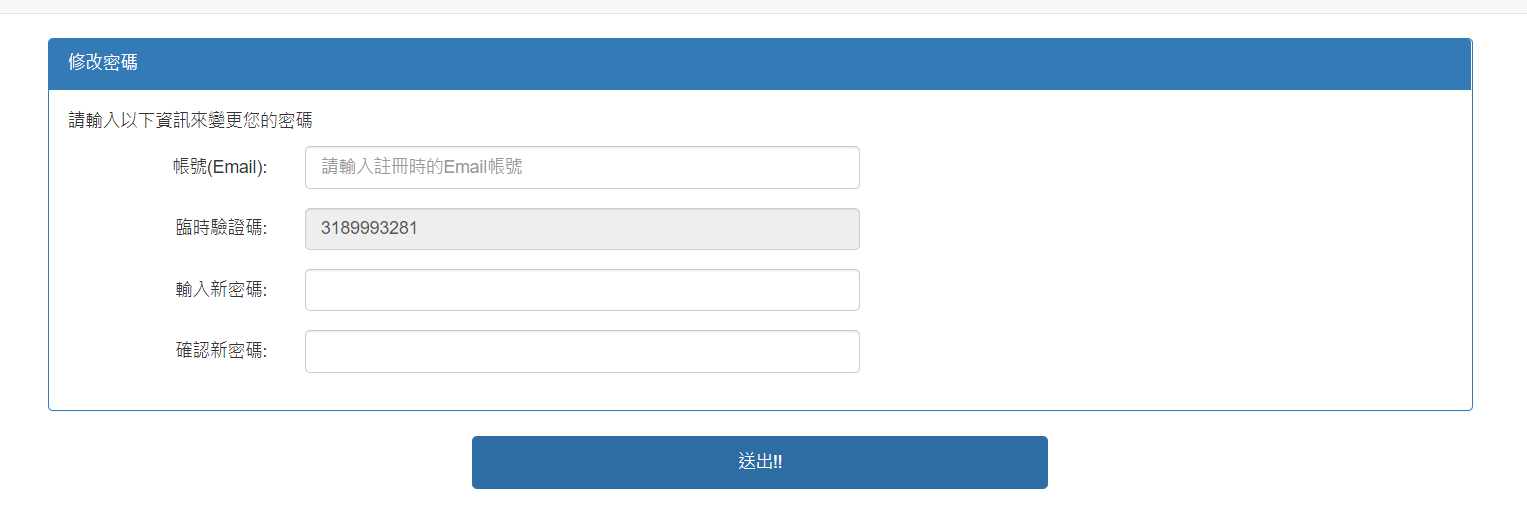 修改密碼
請輸入以下資訊來變更您的密碼
帳號(Email): 請輸入註冊時的Email帳號
臨時驗證碼: 3189993281
輸入新密碼:
確認新密碼:
送出!!